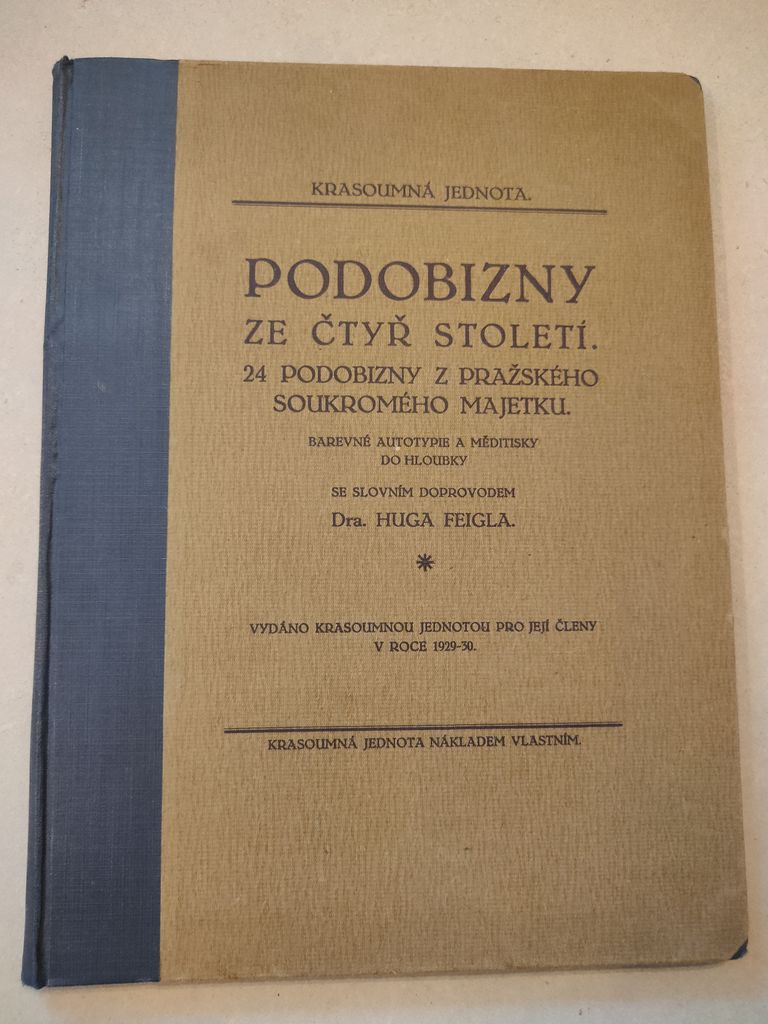 KRASOUMNÁ JEDNOTA.
PODOBIZNY
ZE ČTYŘ STOLETÍ.
24 PODOBIZNY Z PRAŽSKÉHO
SOUKROMÉHO MAJETKU.
BAREVNÉ AUTOTYPIE A MĚDITISKY
DO HLOUBKY
SE SLOVNÍM DOPROVODEM
Dra. HUGA FEIGLA.
*
VYDÁNO KRASOUMNOU JEDNOTOU PRO JEJÍ ČLENY
V ROCE 1929-30.
KRASOUMNÁ JEDNOTA NÁKLADEM VLASTNÍM.